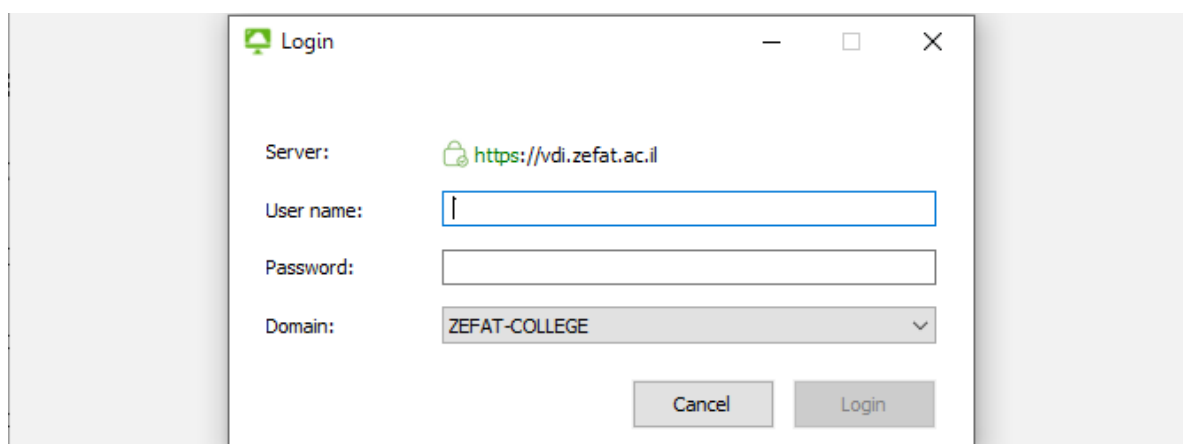 Login
Server: https://vdi.zefat.ac.il
User name:
Password:
Domain: ZEFAT-COLLEGE
Cancel Login